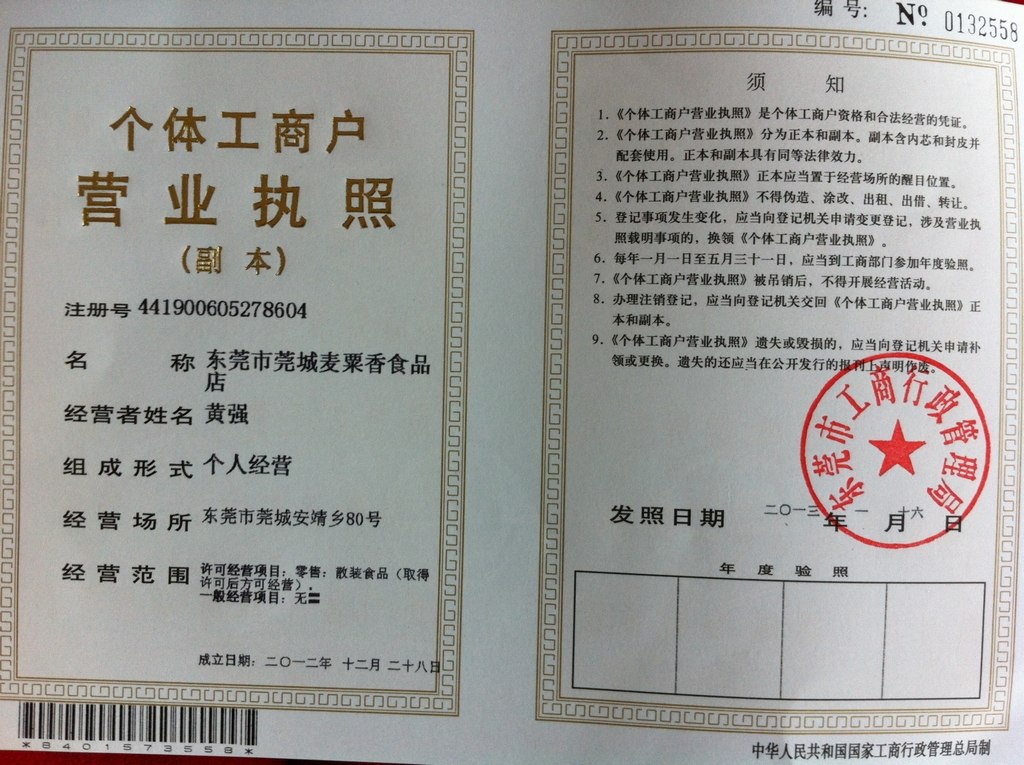 个体工商户
营业执照
(副 本)
注册号 441900605278604
名 称 东莞市莞城麦粟香食品
店
经营者姓名 黄强
组成形式 个人经营
经营场所 东莞市莞城安靖乡80号
经营范围 许可经营项目：零售：散装食品（取得
许可后方可经营）。
一般经营项目：无〓
成立日期：二〇一二年 十二月 二十八日
*8401573558*
编号： Nº 0132558
须 知
1．《个体工商户营业执照》是个体工商户资格和合法经营的凭证。
2．《个体工商户营业执照》分为正本和副本。副本含内芯和封皮并
配套使用。正本和副本具有同等法律效力。
3．《个体工商户营业执照》正本应当置于经营场所的醒目位置。
4．《个体工商户营业执照》不得伪造、涂改、出租、出借、转让。
5．登记事项发生变化，应当向登记机关申请变更登记，涉及营业执
照载明事项的，换领《个体工商户营业执照》。
6．每年一月一日至五月三十一日，应当到工商部门参加年度验照。
7．《个体工商户营业执照》被吊销后，不得开展经营活动。
8．办理注销登记，应当向登记机关交回《个体工商户营业执照》正
本和副本。
9．《个体工商户营业执照》遗失或毁损的，应当向登记机关申请补
领或更换。遗失的还应当在公开发行的报刊上声明作废。
东莞市工商行政管理局
发照日期 二〇一三年 一月 十六日
年度验照
中华人民共和国国家工商行政管理总局制